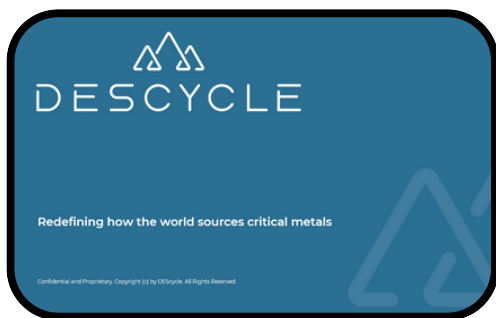 DESCYCLE
Redefining how the world sources critical metals
Confidential and Proprietary. Copyright (c) by DEScycle. All Rights Reserved.